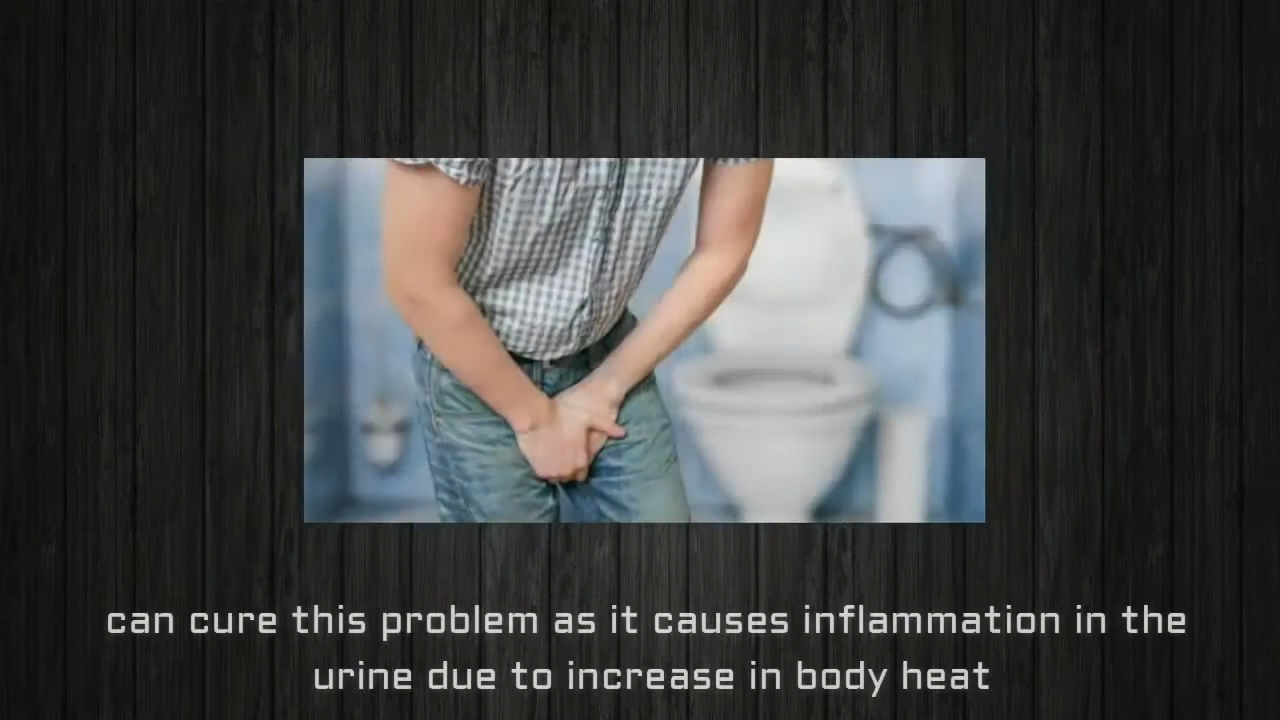 can cure this problem as it causes inflammation in the
urine due to increase in body heat